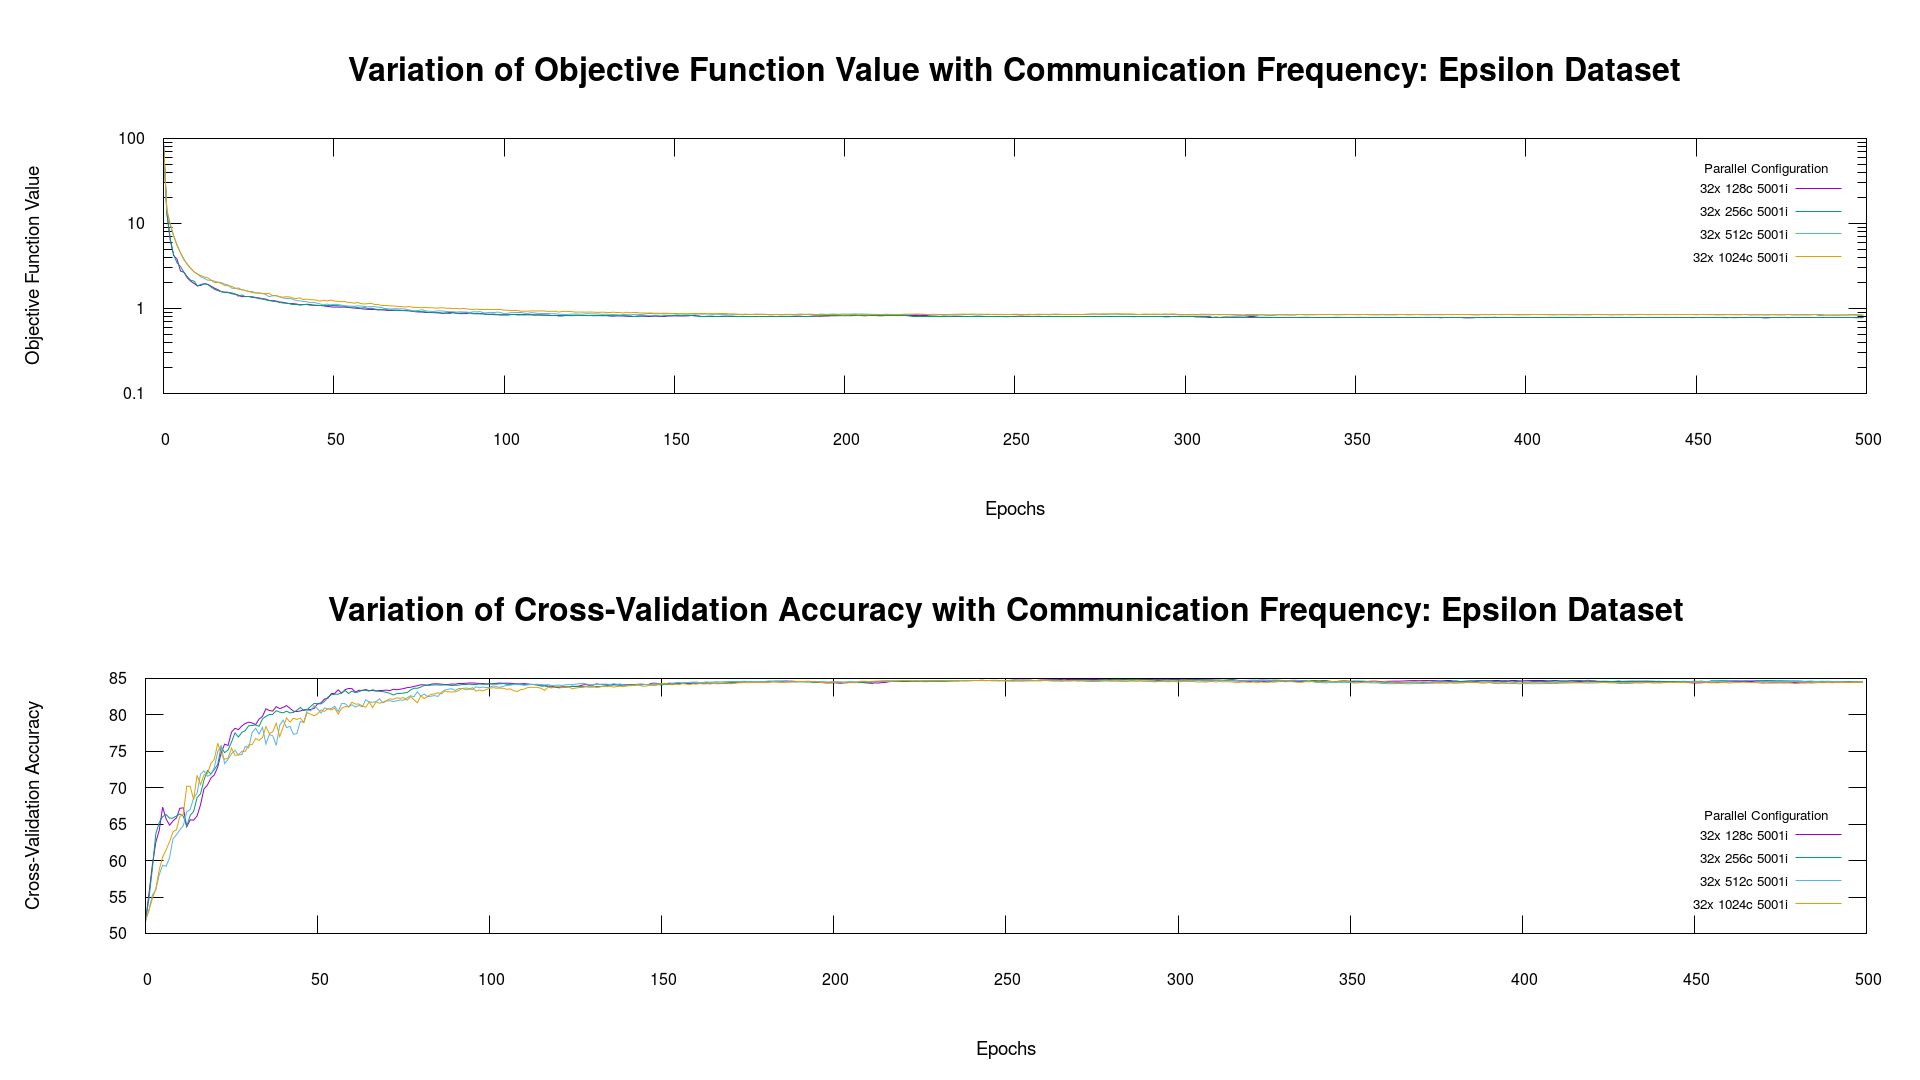 Variation of Objective Function Value with Communication Frequency: Epsilon Dataset
100
10
1
0.1
Objective Function Value
Parallel Configuration
32x 128c 5001i
32x 256c 5001i
32x 512c 5001i
32x 1024c 5001i
0 50 100 150 200 250 300 350 400 450 500
Epochs
Variation of Cross-Validation Accuracy with Communication Frequency: Epsilon Dataset
85
80
75
70
65
60
55
50
Cross-Validation Accuracy
Parallel Configuration
32x 128c 5001i
32x 256c 5001i
32x 512c 5001i
32x 1024c 5001i
0 50 100 150 200 250 300 350 400 450 500
Epochs